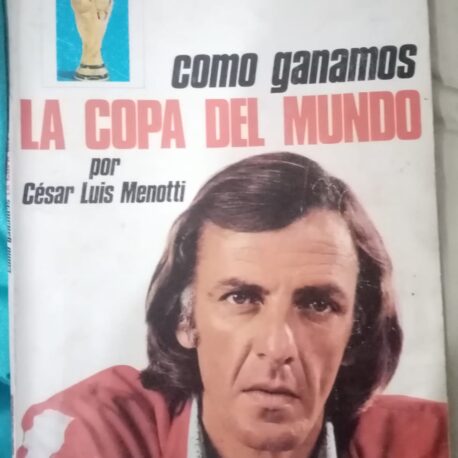 como ganamos
LA COPA DEL MUNDO
por
César Luis Menotti